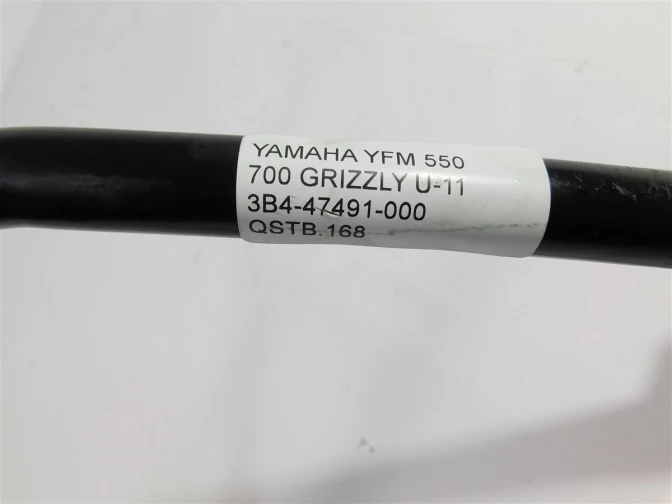 YAMAHA YFM 550
700 GRIZZLY U-11
3B4-47491-000
QSTB.168